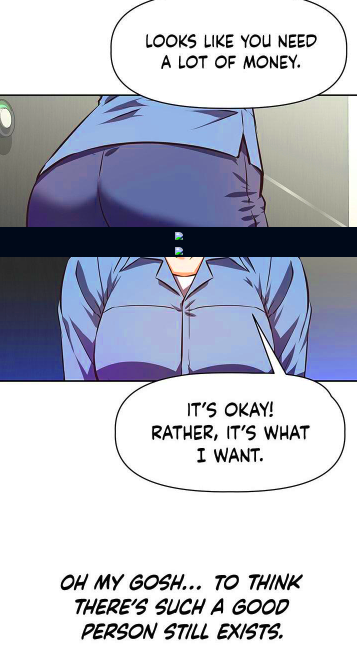 LOOKS LIKE YOU NEED
A LOT OF MONEY.
IT'S OKAY!
RATHER, IT'S WHAT
I WANT.
OH MY GOSH... TO THINK
THERE'S SUCH A GOOD
PERSON STILL EXISTS.